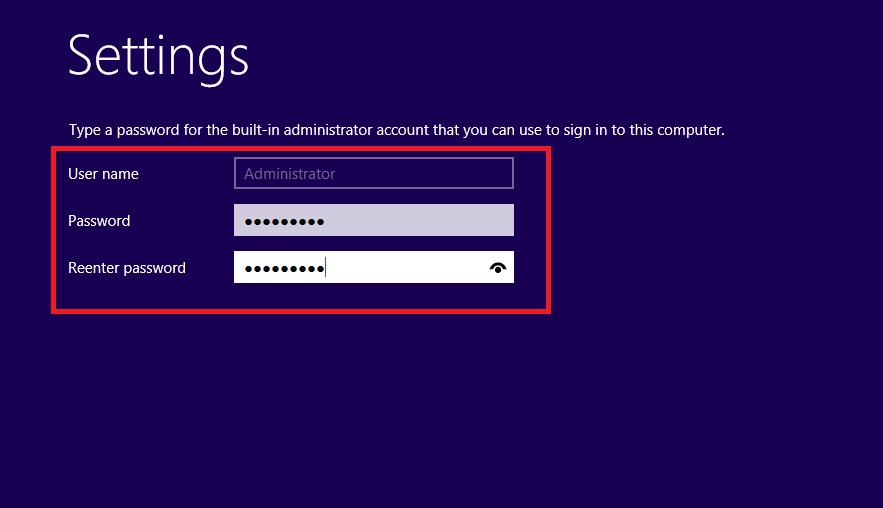 Settings
Type a password for the built-in administrator account that you can use to sign in to this computer.
User name Administrator
Password •••••••••
Reenter password •••••••••